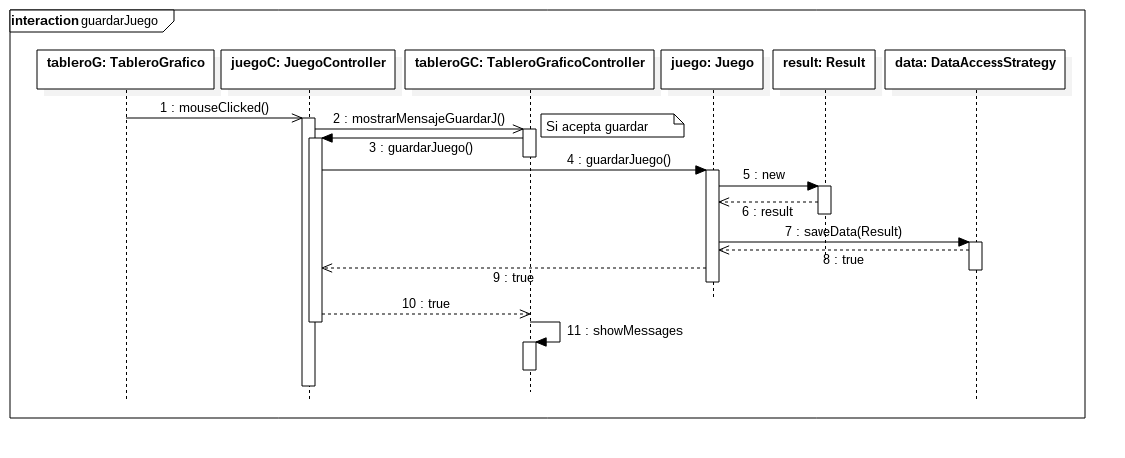 interaction guardarJuego
tableroG: TableroGrafico
juegoC: JuegoController
tableroGC: TableroGraficoController
juego: Juego
result: Result
data: DataAccessStrategy
1 : mouseClicked()
2 : mostrarMensajeGuardarJ()
Si acepta guardar
3 : guardarJuego()
4 : guardarJuego()
5 : new
6 : result
7 : saveData(Result)
8 : true
9 : true
10 : true
11 : showMessages